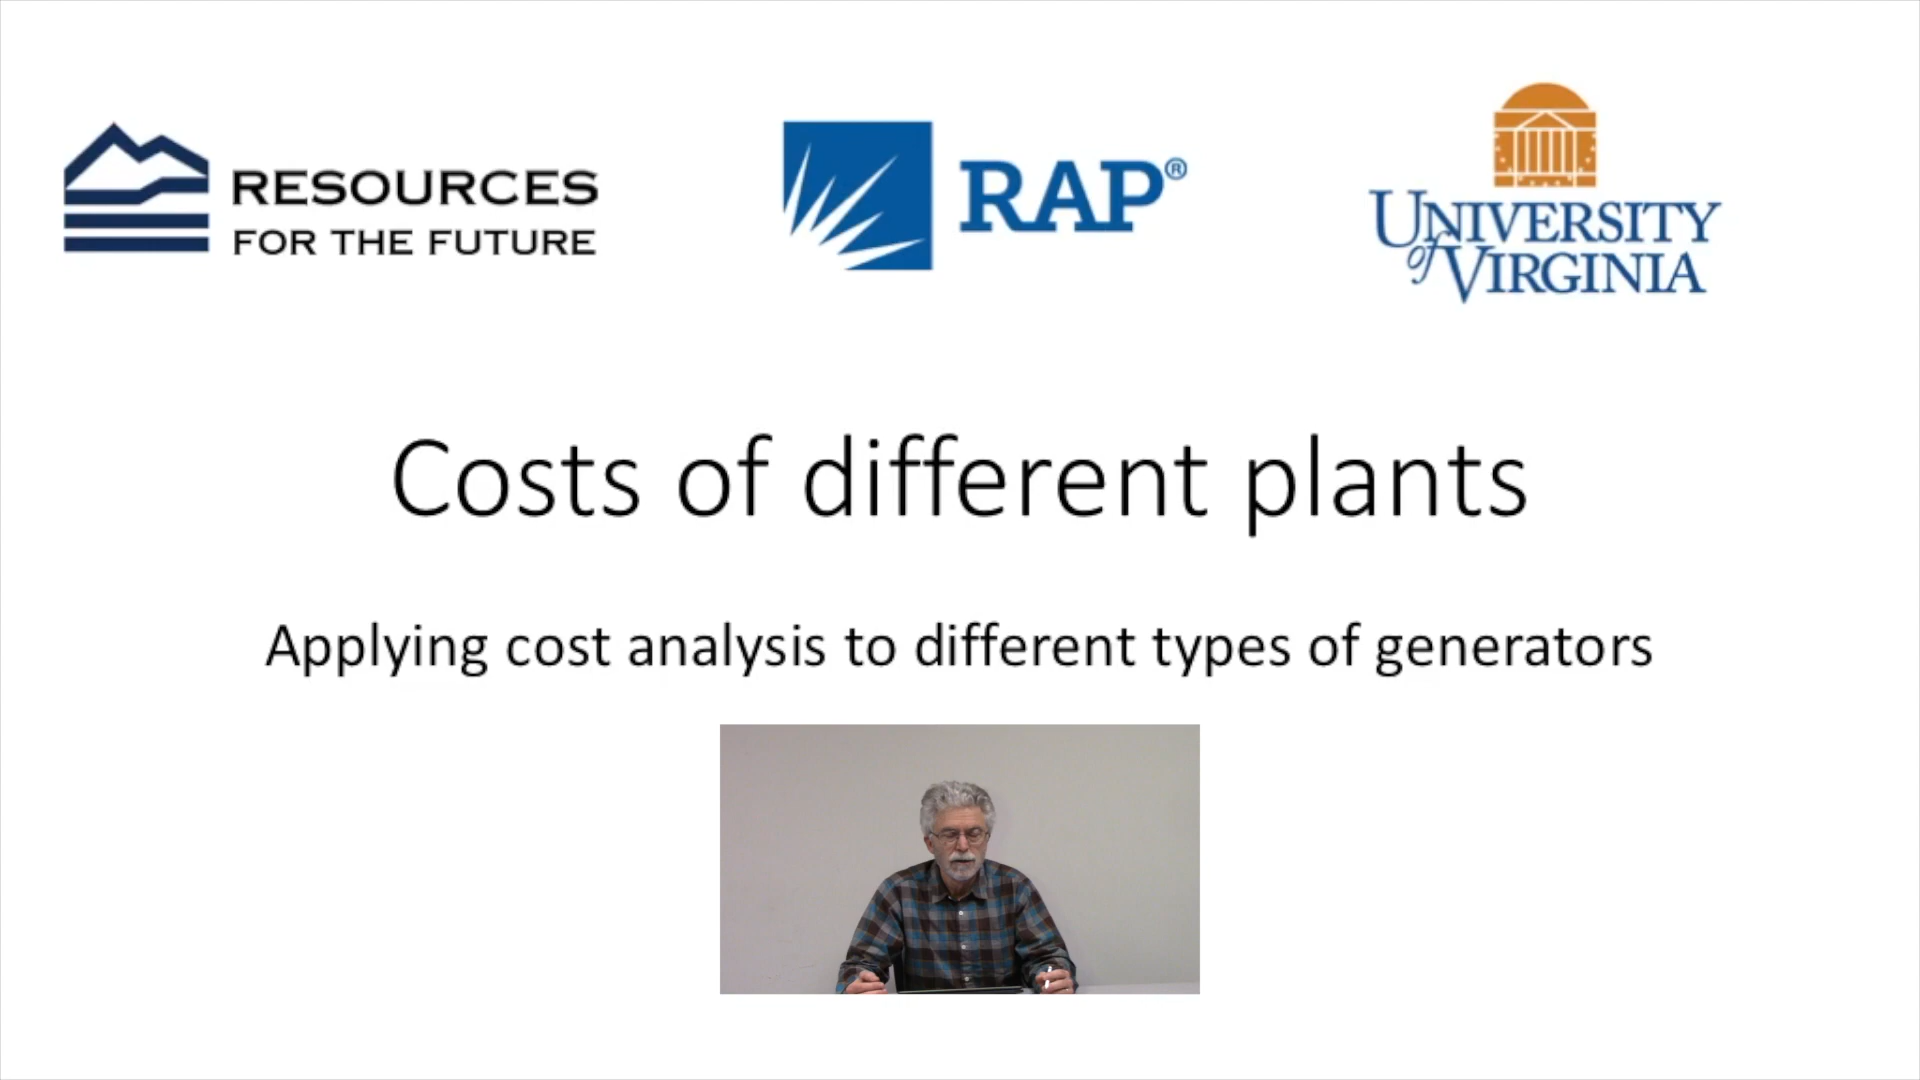 RESOURCES
FOR THE FUTURE
RAP®
UNIVERSITY
of VIRGINIA
Costs of different plants
Applying cost analysis to different types of generators